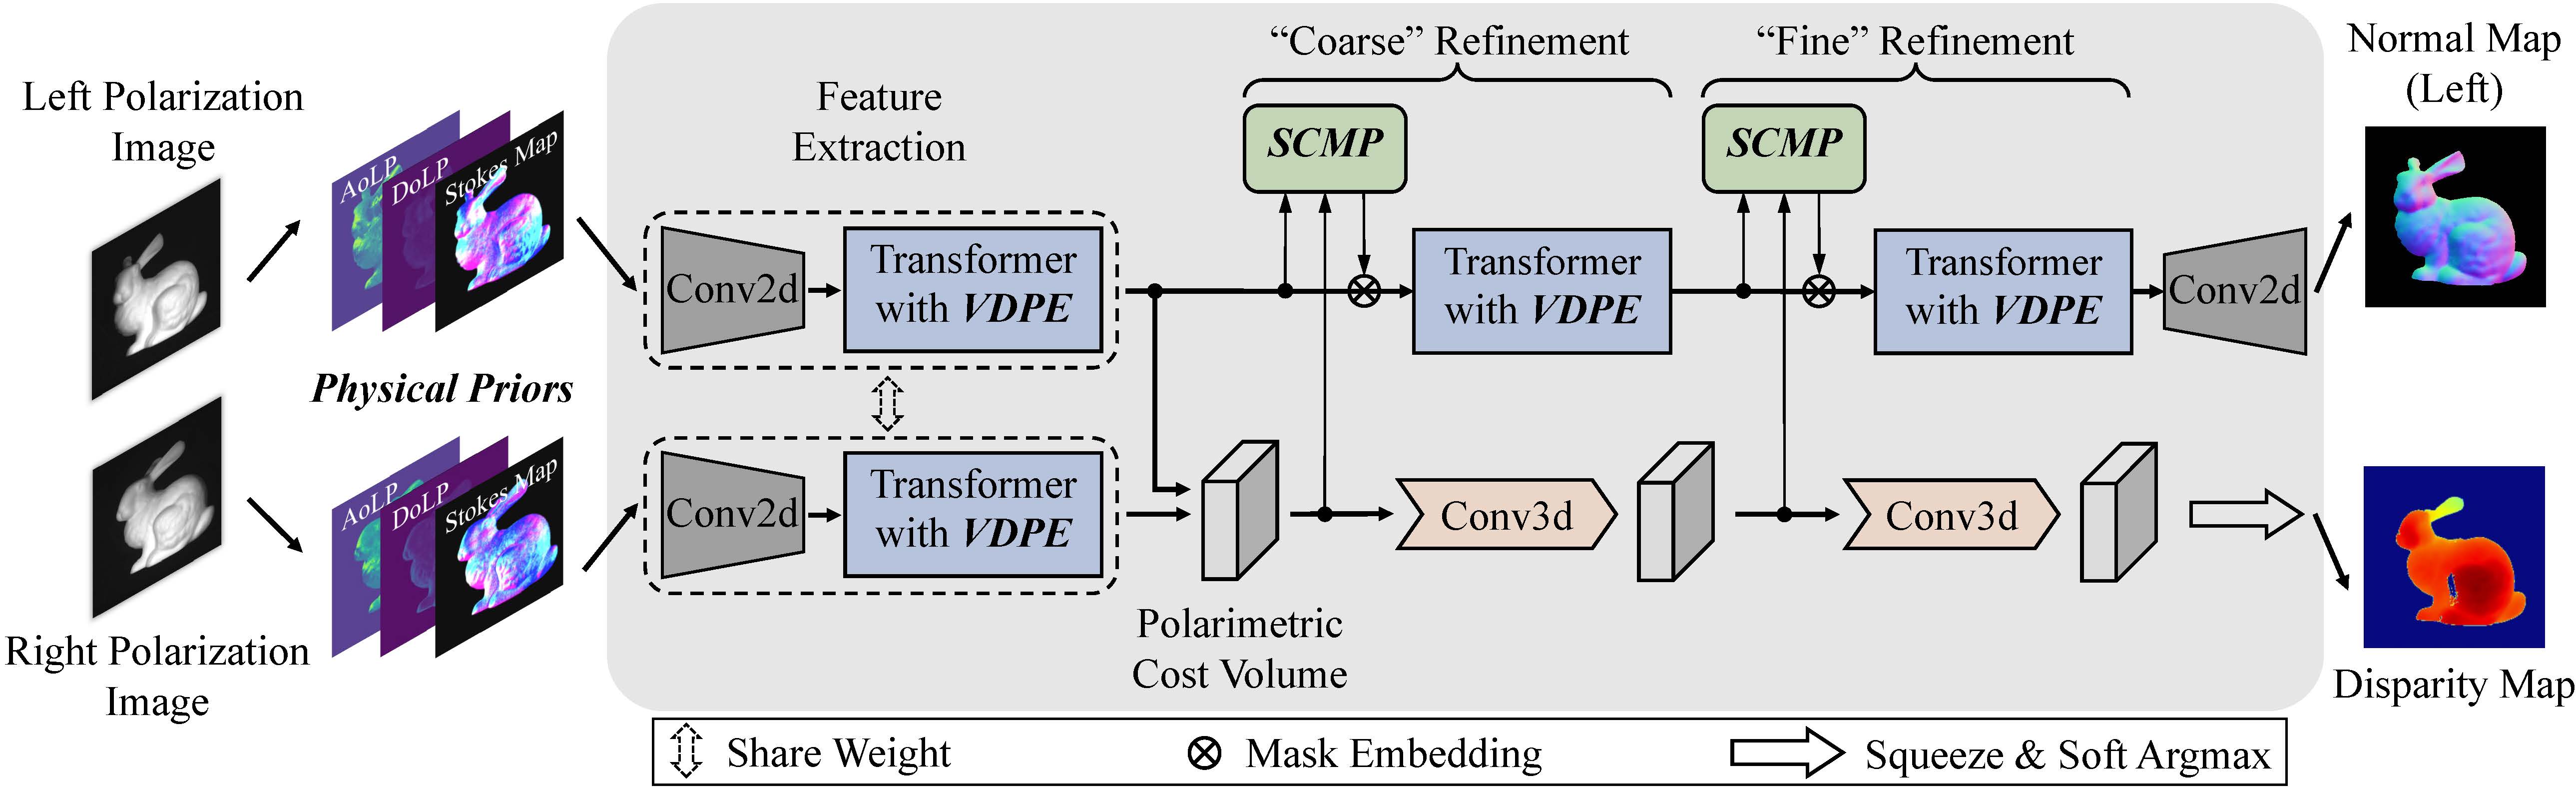 Left Polarization
Image
AoLP
DoLP
Stokes Map
Physical Priors
Right Polarization
Image
AoLP
DoLP
Stokes Map
Feature
Extraction
Conv2d
Transformer
with VDPE
Conv2d
Transformer
with VDPE
"Coarse" Refinement
SCMP
Transformer
with VDPE
"Fine" Refinement
SCMP
Transformer
with VDPE
Conv2d
Polarimetric
Cost Volume
Conv3d
Conv3d
Normal Map
(Left)
Disparity Map
Share Weight
Mask Embedding
Squeeze & Soft Argmax